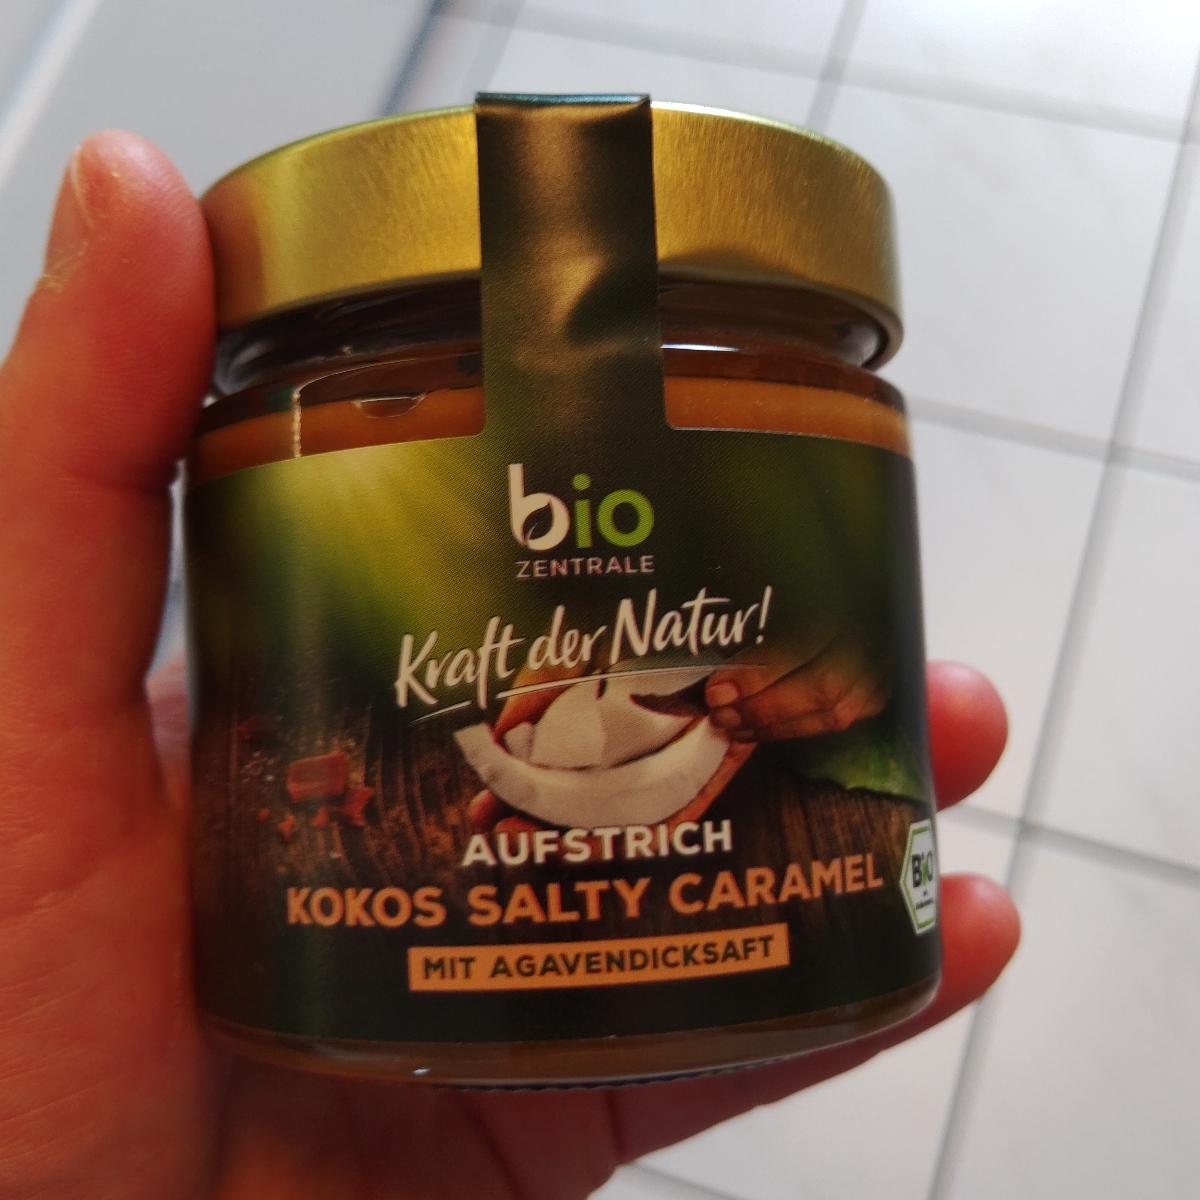 bio
ZENTRALE
Kraft der Natur!
AUFSTRICH
KOKOS SALTY CARAMEL
MIT AGAVENDICKSAFT
BiO